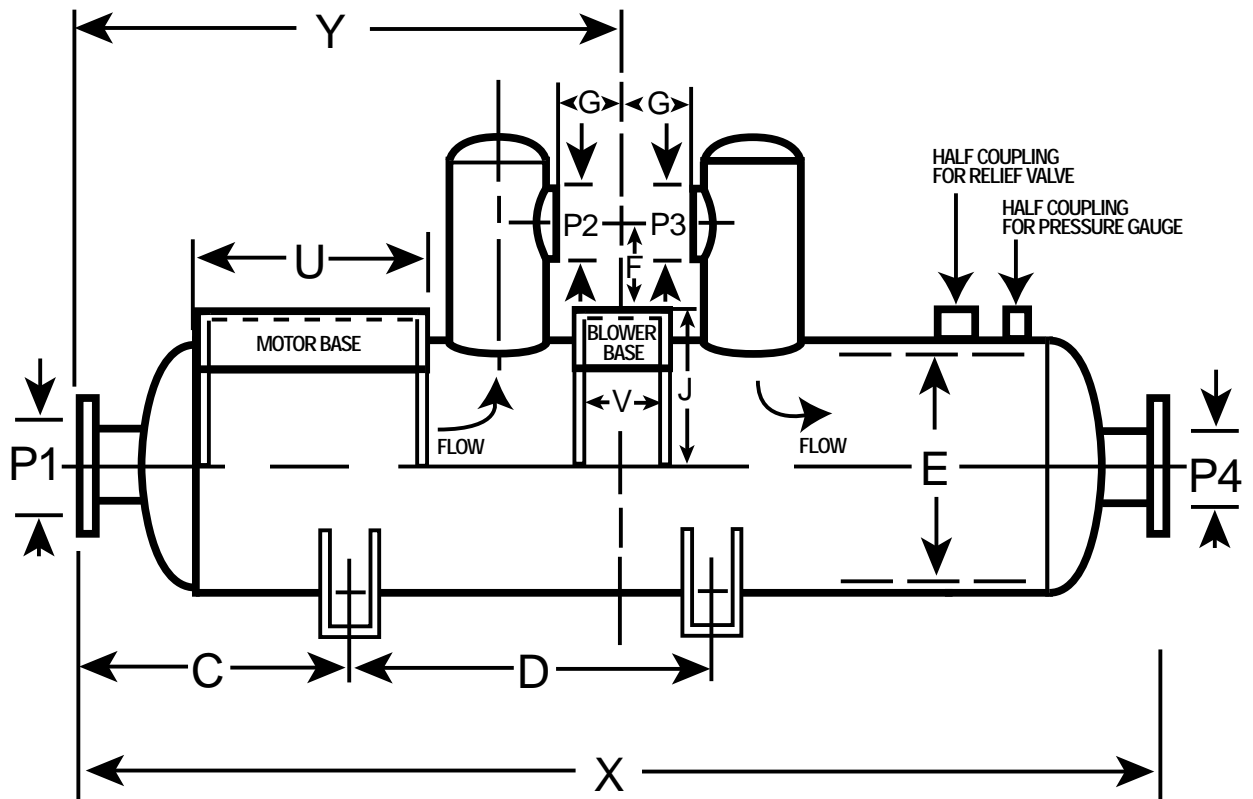 Y
G
G
HALF COUPLING
FOR RELIEF VALVE
HALF COUPLING
FOR PRESSURE GAUGE
P2
P3
F
U
MOTOR BASE
BLOWER
BASE
V
J
FLOW
FLOW
P1
E
P4
C
D
X